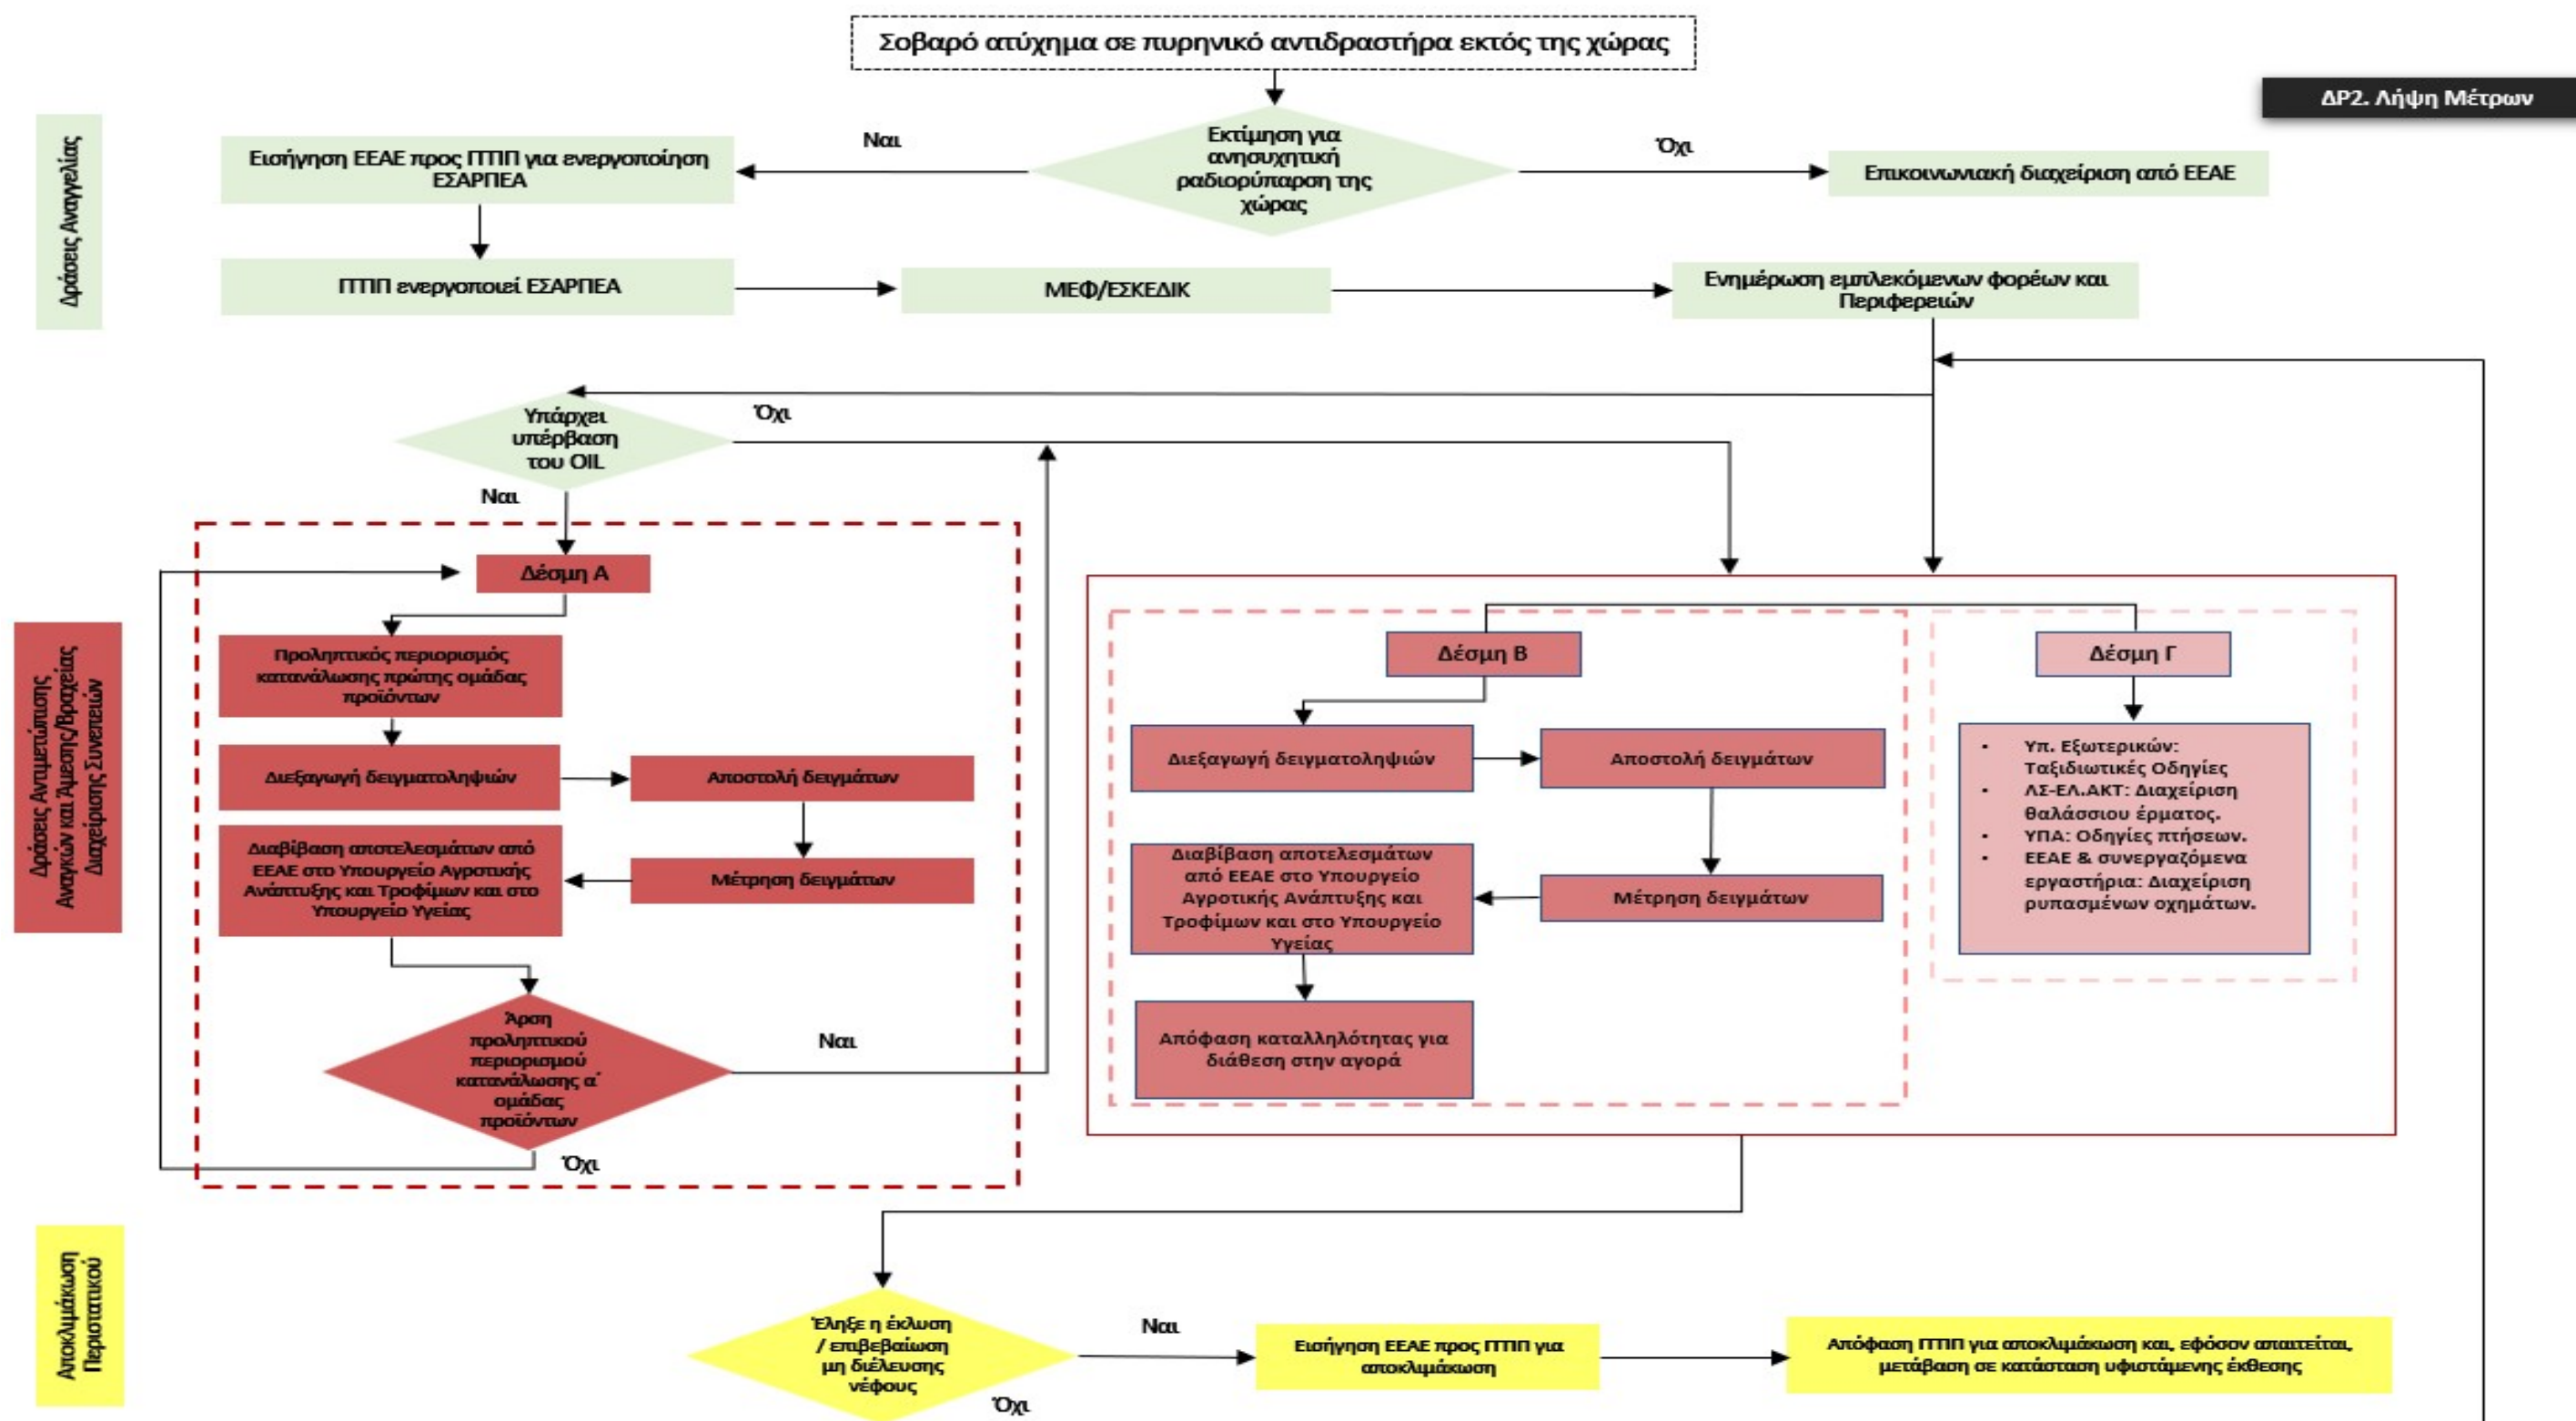 Σοβαρό ατύχημα σε πυρηνικό αντιδραστήρα εκτός της χώρας
ΔΡ2. Λήψη Μέτρων
Δράσεις Αναγγελίας
Εκτίμηση για
ανησυχητική
ραδιορύπαρση της
χώρας
Ναι
Όχι
Εισήγηση ΕΕΑΕ προς ΓΓΠΠ για ενεργοποίηση
ΕΣΑΡΠΕΑ
Επικοινωνιακή διαχείριση από ΕΕΑΕ
ΓΓΠΠ ενεργοποιεί ΕΣΑΡΠΕΑ
ΜΕΦ/ΕΣΚΕΔΙΚ
Ενημέρωση εμπλεκόμενων φορέων και
Περιφερειών
Υπάρχει
υπέρβαση
του OIL
Όχι
Ναι
Δράσεις Αντιμετώπισης
Αναγκών και Άμεσης/Βραχείας
Διαχείρισης Συνεπειών
Δέσμη Α
Προληπτικός περιορισμός
κατανάλωσης πρώτης ομάδας
προϊόντων
Διεξαγωγή δειγματοληψιών
Αποστολή δειγμάτων
Μέτρηση δειγμάτων
Διαβίβαση αποτελεσμάτων από
ΕΕΑΕ στο Υπουργείο Αγροτικής
Ανάπτυξης και Τροφίμων και στο
Υπουργείο Υγείας
Άρση
προληπτικού
περιορισμού
κατανάλωσης α΄
ομάδας
προϊόντων
Ναι
Όχι
Δέσμη Β
Διεξαγωγή δειγματοληψιών
Αποστολή δειγμάτων
Μέτρηση δειγμάτων
Διαβίβαση αποτελεσμάτων
από ΕΕΑΕ στο Υπουργείο
Αγροτικής Ανάπτυξης και
Τροφίμων και στο Υπουργείο
Υγείας
Απόφαση καταλληλότητας για
διάθεση στην αγορά
Δέσμη Γ
• Υπ. Εξωτερικών:
Ταξιδιωτικές Οδηγίες
• ΛΣ-ΕΛ.ΑΚΤ: Διαχείριση
θαλάσσιου έρματος.
• ΥΠΑ: Οδηγίες πτήσεων.
• ΕΕΑΕ & συνεργαζόμενα
εργαστήρια: Διαχείριση
ρυπασμένων οχημάτων.
Αποκλιμάκωση
Περιστατικού
Έληξε η έκλυση
/ επιβεβαίωση
μη διέλευσης
νέφους
Ναι
Όχι
Εισήγηση ΕΕΑΕ προς ΓΓΠΠ για
αποκλιμάκωση
Απόφαση ΓΓΠΠ για αποκλιμάκωση και, εφόσον απαιτείται,
μετάβαση σε κατάσταση υφιστάμενης έκθεσης